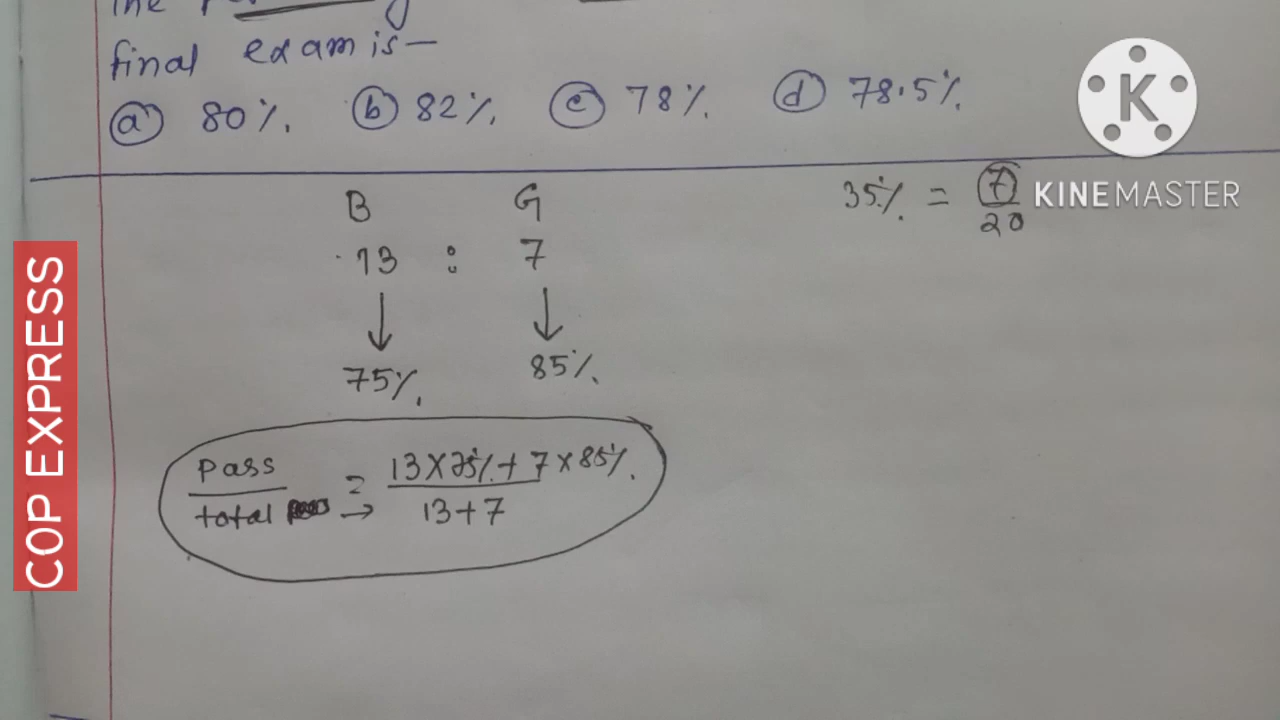 the
final exam is—
(a) 80%. (b) 82%. (c) 78%. (d) 78.5%.
K
KINEMASTER
35% = 7/20
B G
13 : 7
↓ ↓
75%. 85%.
Pass/total = → 13×75%+7×85%./13+7
COP EXPRESS